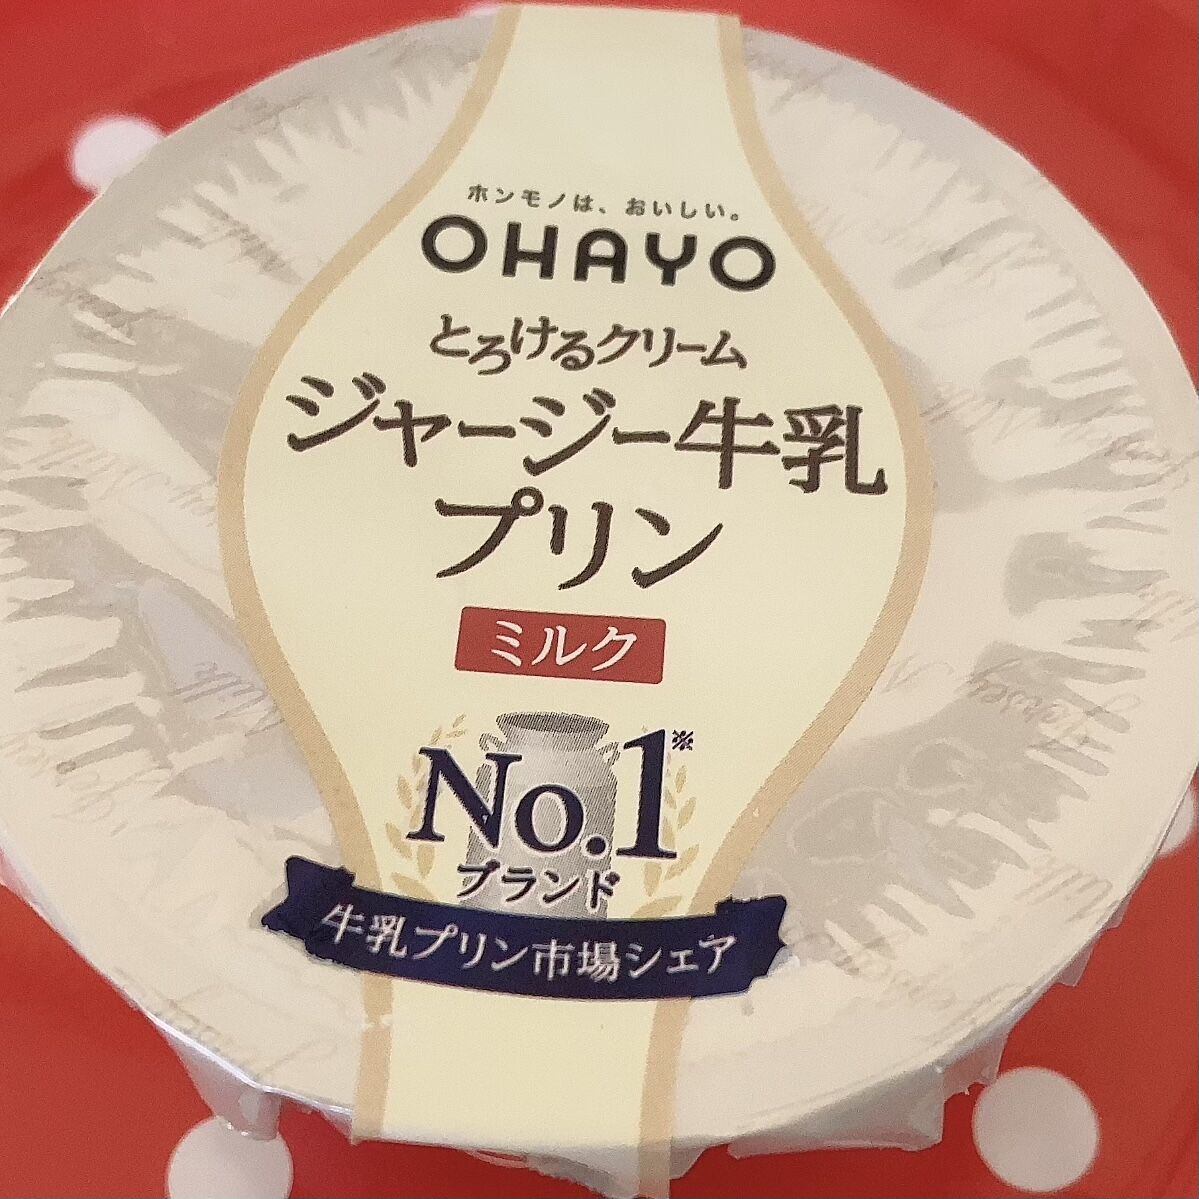 ホンモノは、おいしい。
OHAYO
とろけるクリーム
ジャージー牛乳
プリン
ミルク
No.1※
ブランド
牛乳プリン市場シェア